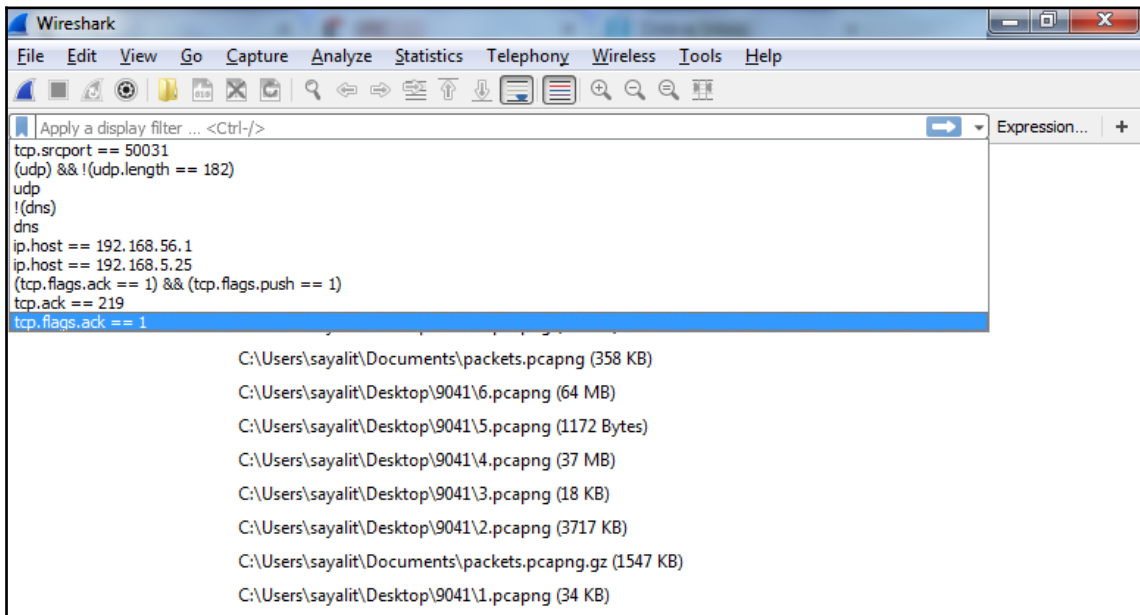 Wireshark
File Edit View Go Capture Analyze Statistics Telephony Wireless Tools Help
Apply a display filter ... <Ctrl-/> Expression... +
tcp.srcport == 50031
(udp) && !(udp.length == 182)
udp
!(dns)
dns
ip.host == 192.168.56.1
ip.host == 192.168.5.25
(tcp.flags.ack == 1) && (tcp.flags.push == 1)
tcp.ack == 219
tcp.flags.ack == 1
C:\Users\sayalit\Documents\packets.pcapng (358 KB)
C:\Users\sayalit\Desktop\9041\6.pcapng (64 MB)
C:\Users\sayalit\Desktop\9041\5.pcapng (1172 Bytes)
C:\Users\sayalit\Desktop\9041\4.pcapng (37 MB)
C:\Users\sayalit\Desktop\9041\3.pcapng (18 KB)
C:\Users\sayalit\Desktop\9041\2.pcapng (3717 KB)
C:\Users\sayalit\Documents\packets.pcapng.gz (1547 KB)
C:\Users\sayalit\Desktop\9041\1.pcapng (34 KB)